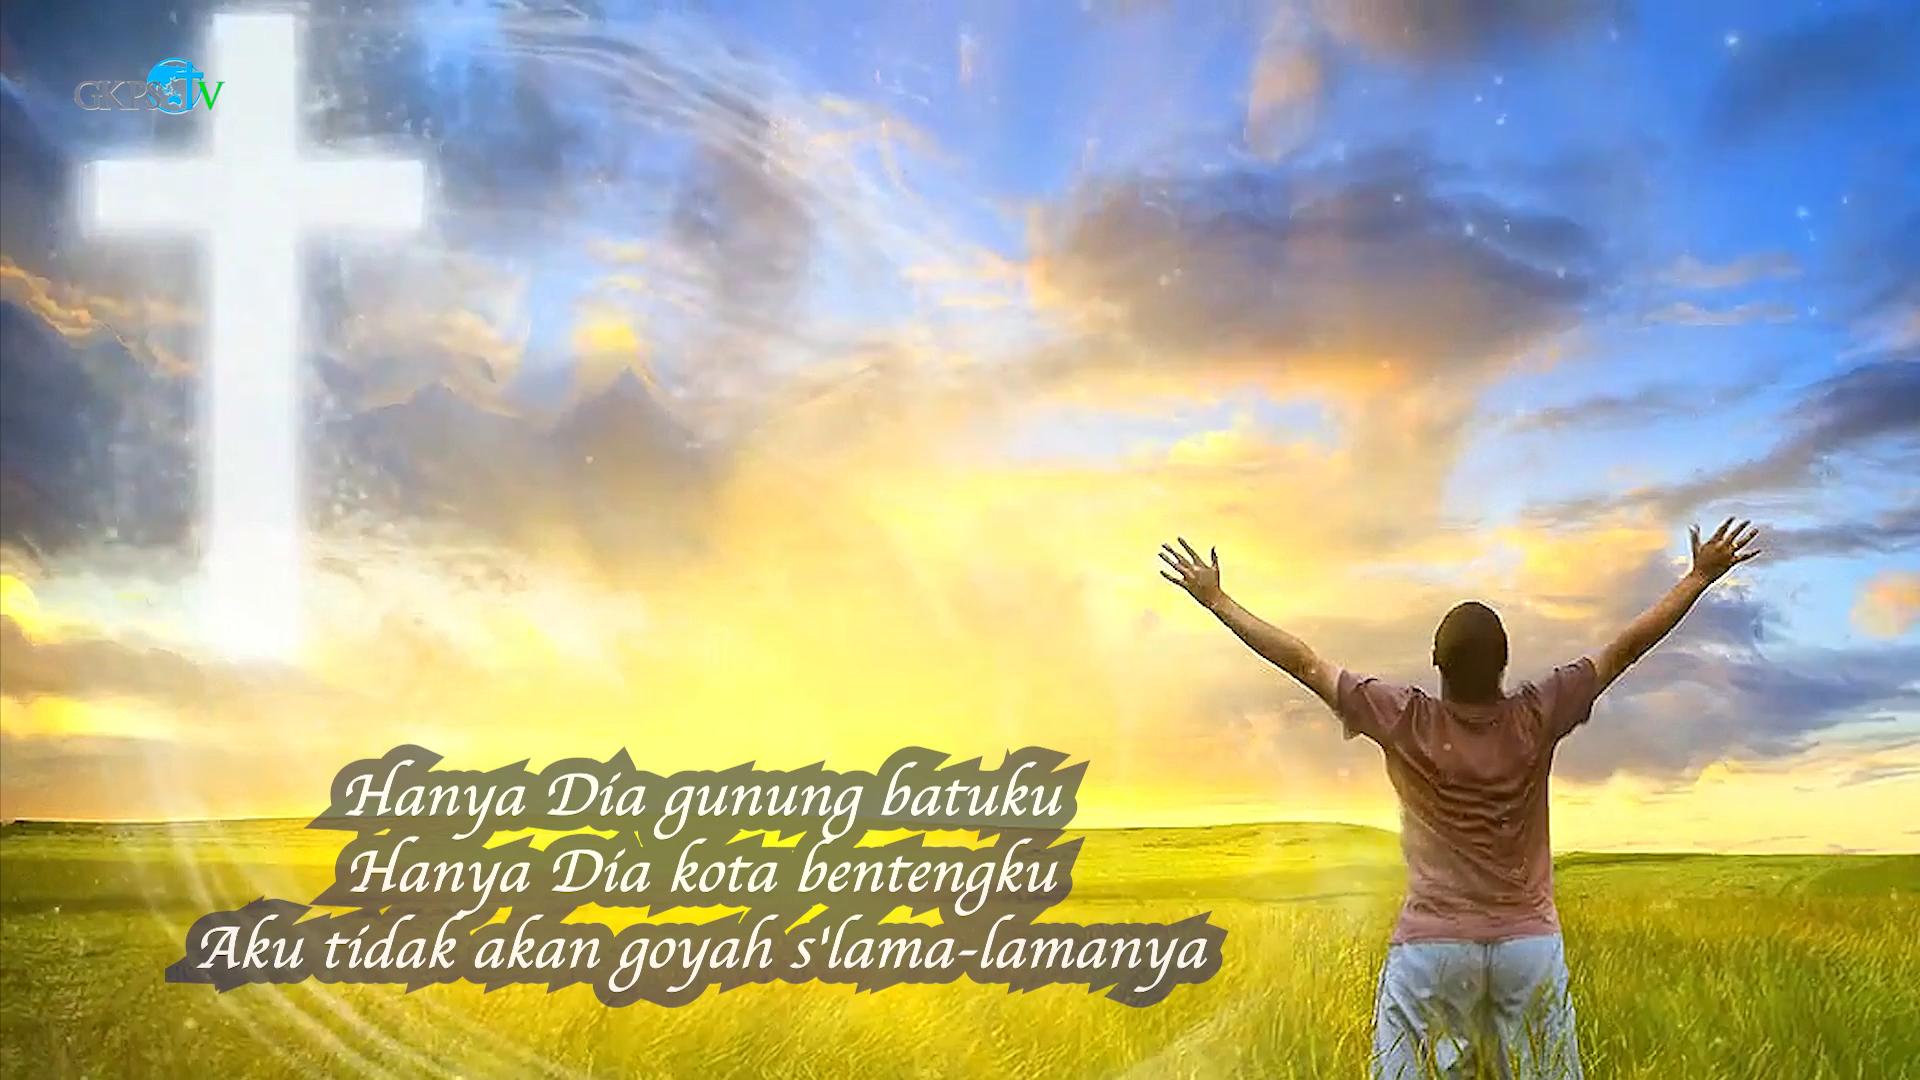 GKPS TV
Hanya Dia gunung batuku
Hanya Dia kota bentengku
Aku tidak akan goyah s'lama-lamanya